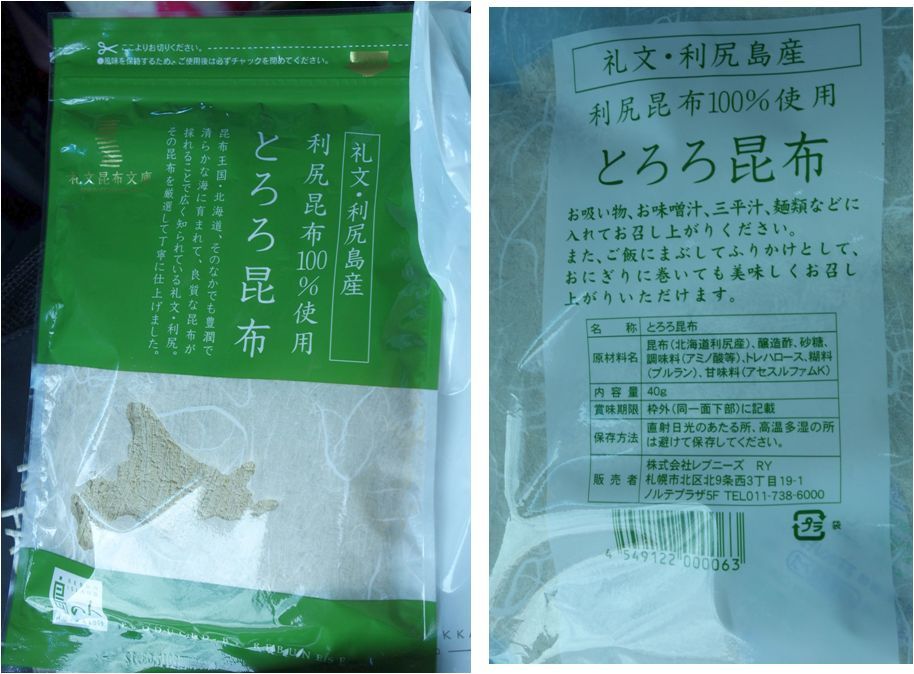 ここよりお切りください。
●風味を保持するため、ご使用後は必ずチャックを閉めてください。
礼文・利尻島産
利尻昆布100%使用
とろろ昆布
昆布王国・北海道、そのなかでも豊潤で
清らかな海に育まれて、良質な昆布が
採れることで広く知られている礼文・利尻。
その昆布を厳選して丁寧に仕上げました。
礼文昆布文庫
礼文・利尻島産
利尻昆布100%使用
とろろ昆布
お吸い物、お味噌汁、三平汁、麺類などに
入れてお召し上がりください。
また、ご飯にまぶしてふりかけとして、
おにぎりに巻いても美味しくお召し
上がりいただけます。
名 称 とろろ昆布
原材料名 昆布(北海道利尻産)、醸造酢、砂糖、
調味料(アミノ酸等)、トレハロース、糊料
(プルラン)、甘味料(アセスルファムK)
内容量 40g
賞味期限 枠外(同一面下部)に記載
保存方法 直射日光のあたる所、高温多湿の所
は避けて保存してください。
販売者 株式会社レブニーズ RY
札幌市北区北9条西3丁目19-1
ノルテプラザ5F TEL011-738-6000
4 549122 000063
プラ 袋